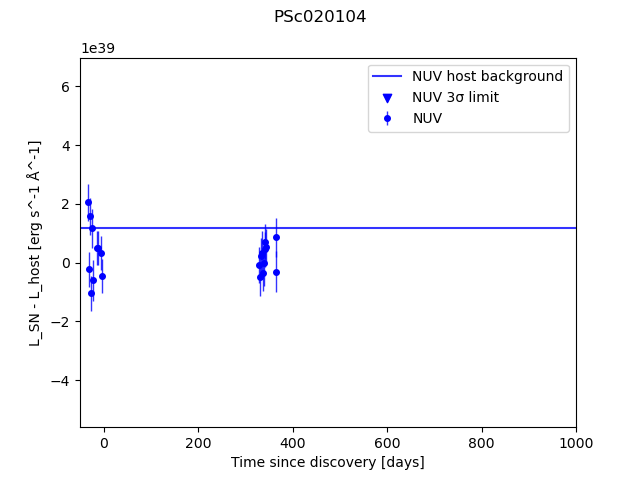 PSc020104
1e39
NUV host background
NUV 3σ limit
NUV
6
4
2
0
−2
−4
L_SN - L_host [erg s^-1 Å^-1]
0 200 400 600 800 1000
Time since discovery [days]